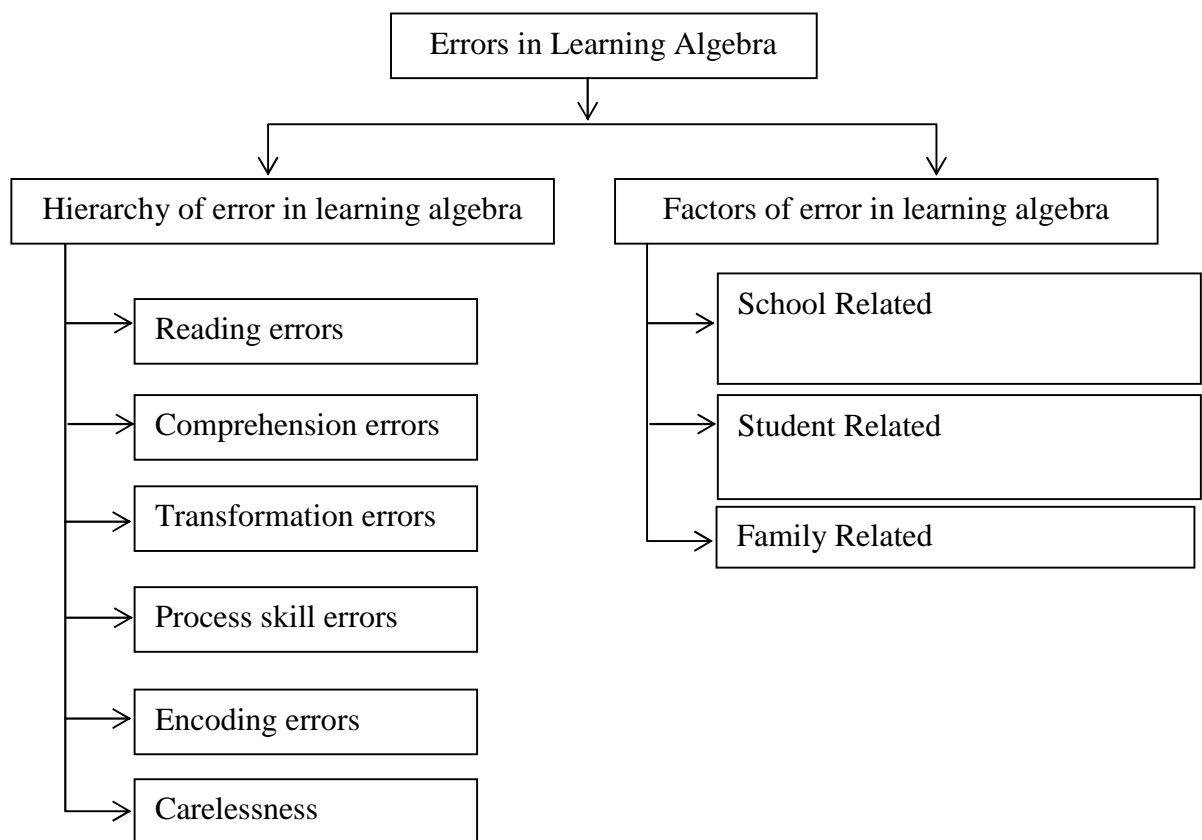 Errors in Learning Algebra
Hierarchy of error in learning algebra
Reading errors
Comprehension errors
Transformation errors
Process skill errors
Encoding errors
Carelessness
Factors of error in learning algebra
School Related
Student Related
Family Related